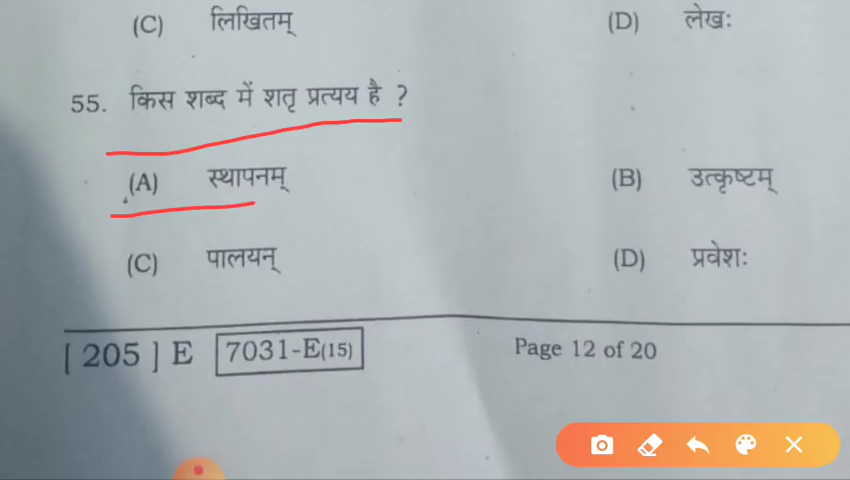 (C) लिखितम् (D) लेखः
55. किस शब्द में शतृ प्रत्यय है ?
(A) स्थापनम् (B) उत्कृष्टम्
(C) पालयन् (D) प्रवेशः
[ 205 ] E 7031-E(15) Page 12 of 20